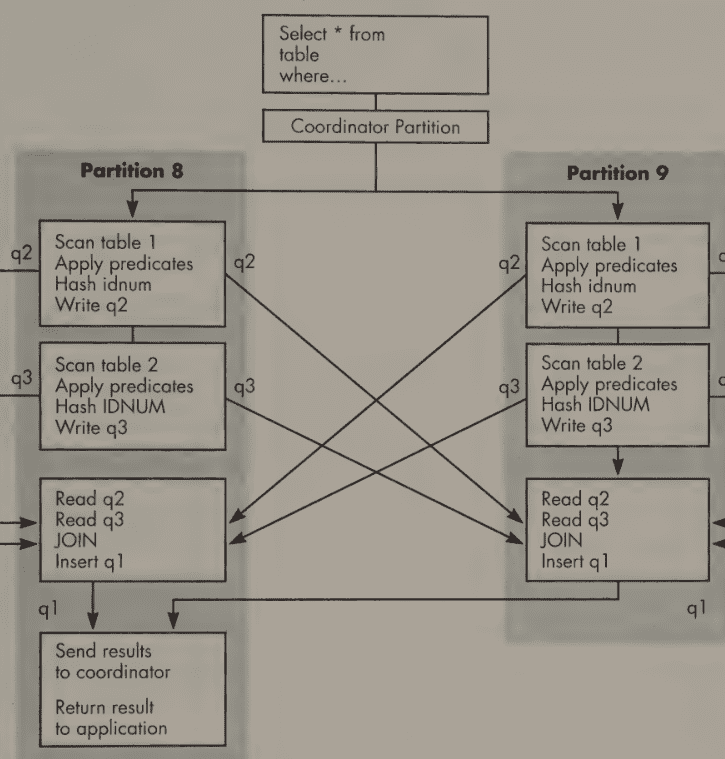 Select * from
table
where...
Coordinator Partition
Partition 8
Partition 9
q2
Scan table 1
Apply predicates
Hash idnum
Write q2
q2
q2
Scan table 1
Apply predicates
Hash idnum
Write q2
q3
Scan table 2
Apply predicates
Hash IDNUM
Write q3
q3
q3
Scan table 2
Apply predicates
Hash IDNUM
Write q3
Read q2
Read q3
JOIN
Insert q1
Read q2
Read q3
JOIN
Insert q1
q1
q1
Send results
to coordinator
Return result
to application